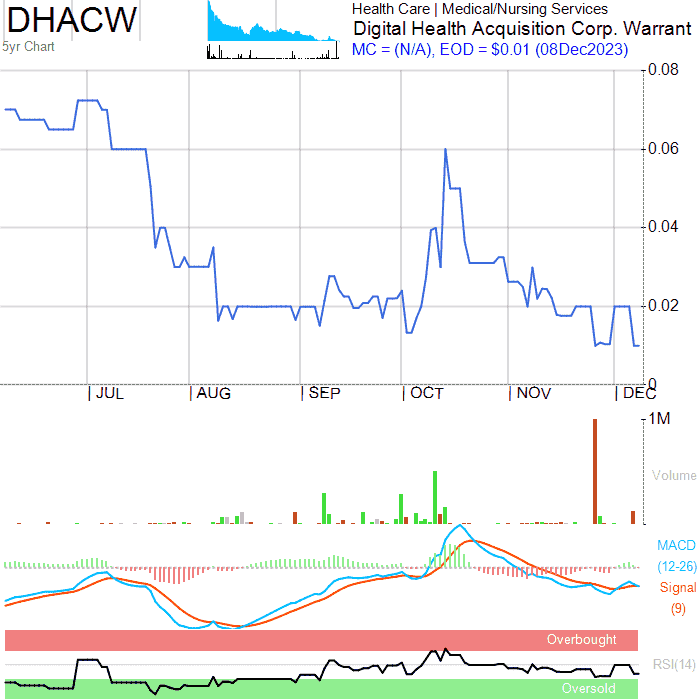 DHACW
5yr Chart
Health Care | Medical/Nursing Services
Digital Health Acquisition Corp. Warrant
MC = (N/A), EOD = $0.01 (08Dec2023)
0.08
0.06
0.04
0.02
0
JUL AUG SEP OCT NOV DEC
1M
Volume
MACD
(12-26)
Signal
(9)
Overbought
RSI(14)
Oversold